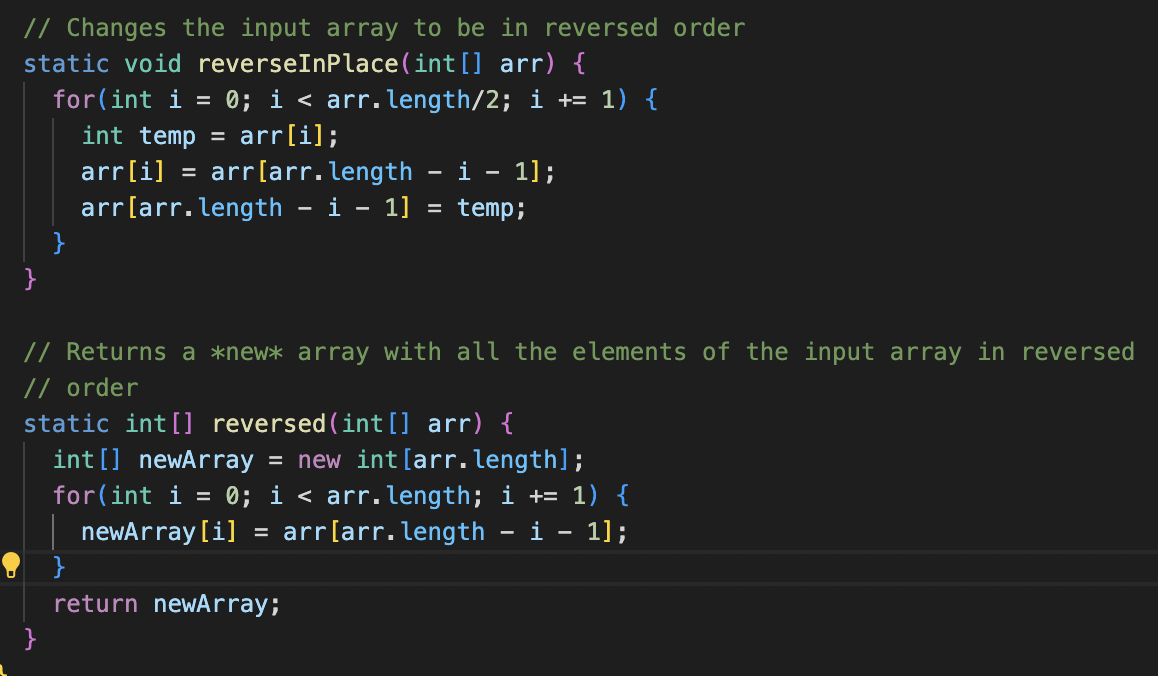 // Changes the input array to be in reversed order
static void reverseInPlace(int[] arr) {
  for(int i = 0; i < arr.length/2; i += 1) {
    int temp = arr[i];
    arr[i] = arr[arr.length - i - 1];
    arr[arr.length - i - 1] = temp;
  }
}

// Returns a *new* array with all the elements of the input array in reversed
// order
static int[] reversed(int[] arr) {
  int[] newArray = new int[arr.length];
  for(int i = 0; i < arr.length; i += 1) {
    newArray[i] = arr[arr.length - i - 1];
  }
  return newArray;
}
}